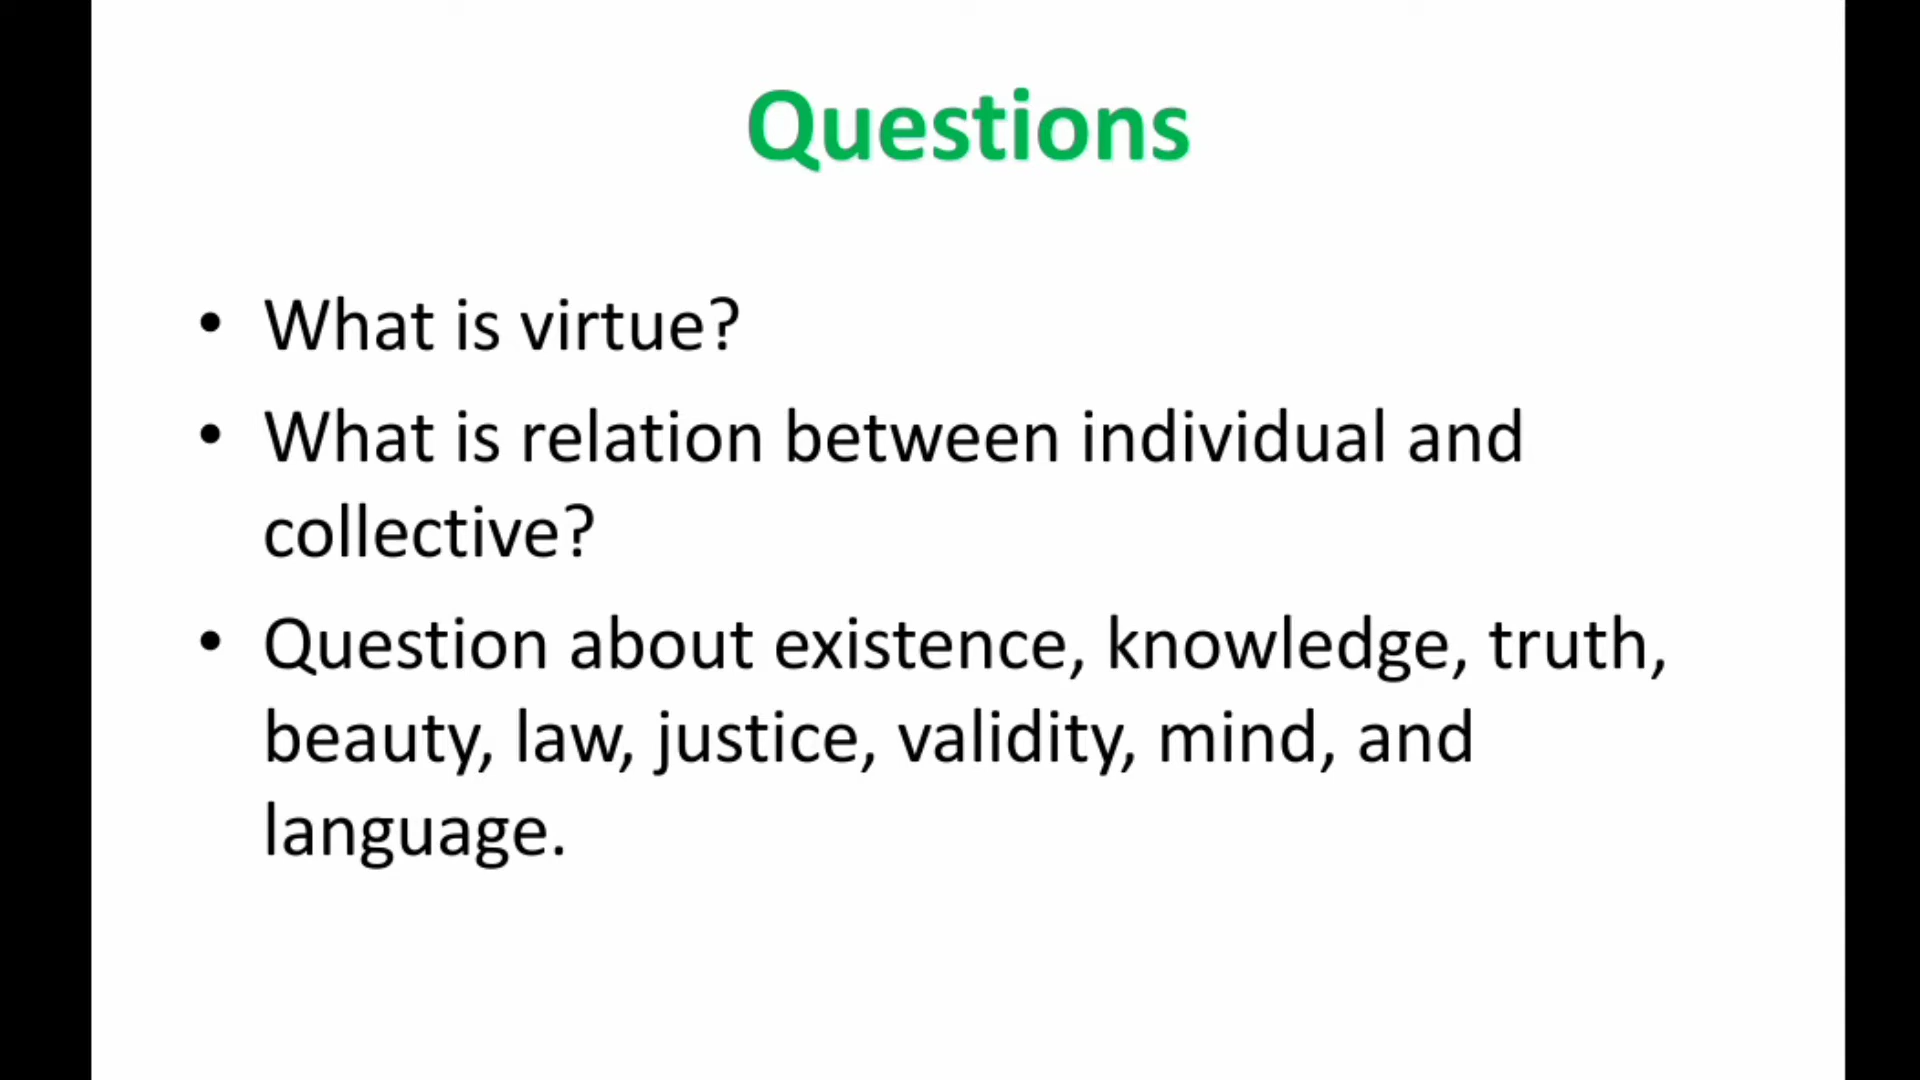 Questions
• What is virtue?
• What is relation between individual and
collective?
• Question about existence, knowledge, truth,
beauty, law, justice, validity, mind, and
language.